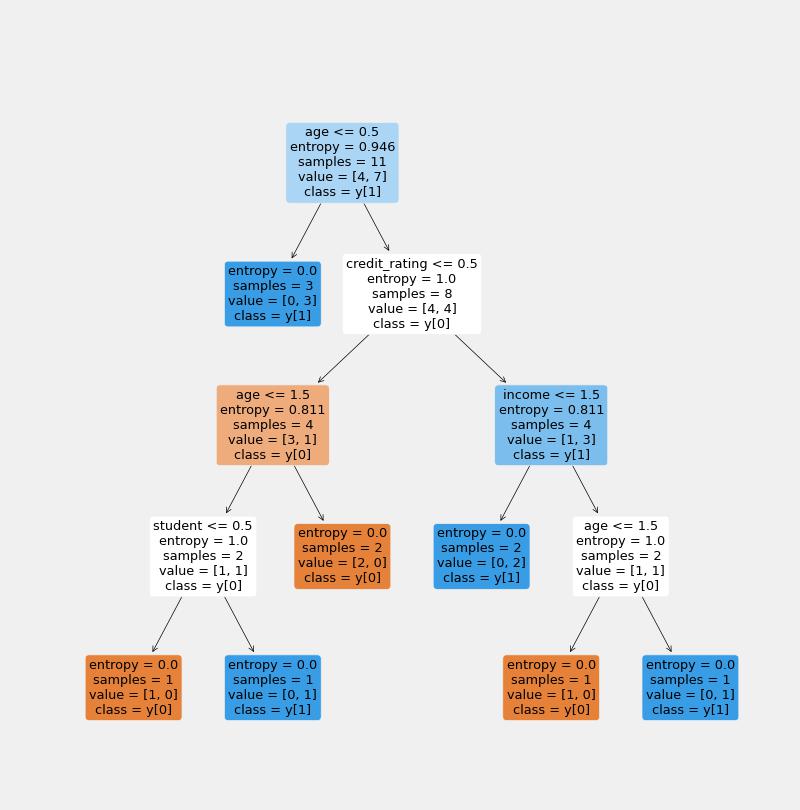 age <= 0.5
entropy = 0.946
samples = 11
value = [4, 7]
class = y[1]
entropy = 0.0
samples = 3
value = [0, 3]
class = y[1]
credit_rating <= 0.5
entropy = 1.0
samples = 8
value = [4, 4]
class = y[0]
age <= 1.5
entropy = 0.811
samples = 4
value = [3, 1]
class = y[0]
income <= 1.5
entropy = 0.811
samples = 4
value = [1, 3]
class = y[1]
student <= 0.5
entropy = 1.0
samples = 2
value = [1, 1]
class = y[0]
entropy = 0.0
samples = 2
value = [2, 0]
class = y[0]
entropy = 0.0
samples = 2
value = [0, 2]
class = y[1]
age <= 1.5
entropy = 1.0
samples = 2
value = [1, 1]
class = y[0]
entropy = 0.0
samples = 1
value = [1, 0]
class = y[0]
entropy = 0.0
samples = 1
value = [0, 1]
class = y[1]
entropy = 0.0
samples = 1
value = [1, 0]
class = y[0]
entropy = 0.0
samples = 1
value = [0, 1]
class = y[1]